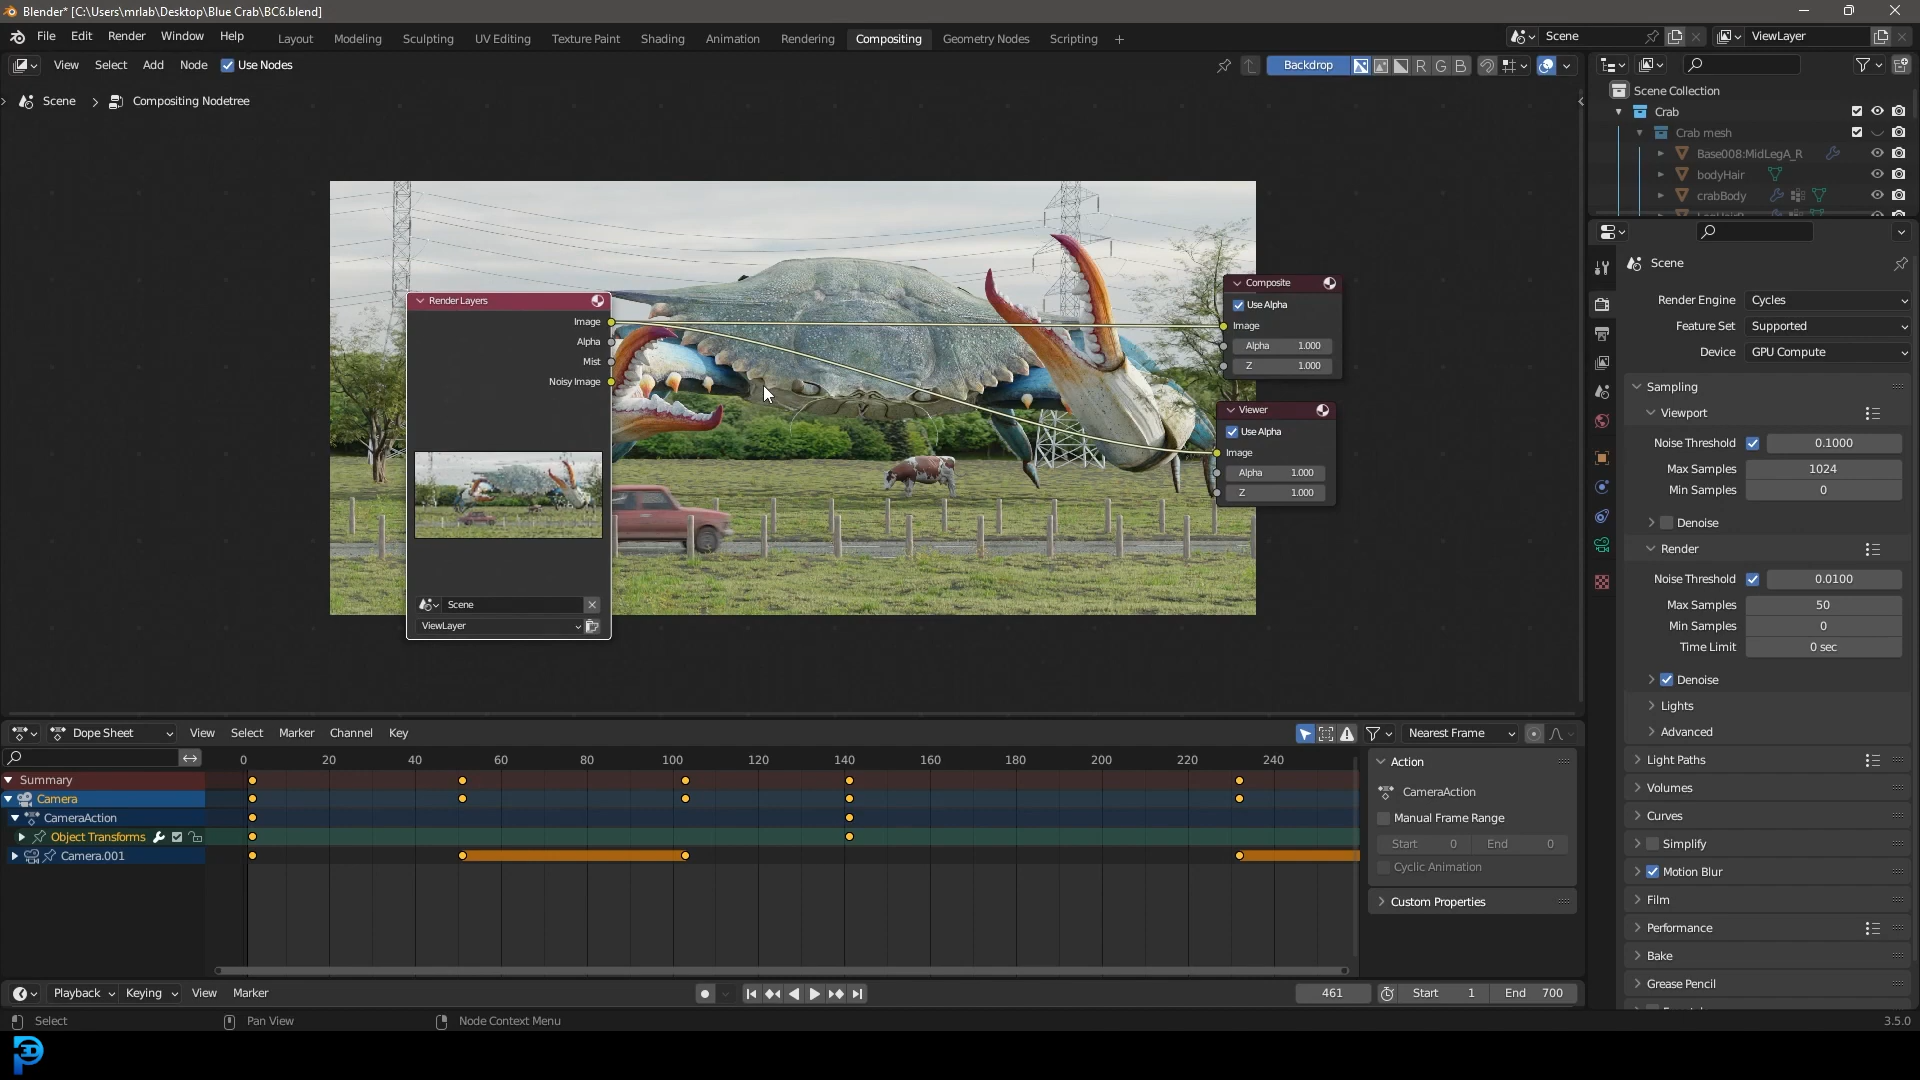 Blender* [C:\Users\mrlab\Desktop\Blue Crab\BC6.blend]
File Edit Render Window Help Layout Modeling Sculpting UV Editing Texture Paint Shading Animation Rendering Compositing Geometry Nodes Scripting + Scene ViewLayer
View Select Add Node Use Nodes Backdrop R G B
Scene > Compositing Nodetree
Scene Collection
Crab
Crab mesh
Base008:MidLegA_R
bodyHair
crabBody
Render Layers
Image
Alpha
Mist
Noisy Image
Scene
ViewLayer
Composite
Use Alpha
Image
Alpha 1.000
Z 1.000
Viewer
Use Alpha
Image
Alpha 1.000
Z 1.000
Scene
Render Engine Cycles
Feature Set Supported
Device GPU Compute
Sampling
Viewport
Noise Threshold 0.1000
Max Samples 1024
Min Samples 0
Denoise
Render
Noise Threshold 0.0100
Max Samples 50
Min Samples 0
Time Limit 0 sec
Denoise
Lights
Advanced
Light Paths
Volumes
Curves
Simplify
Motion Blur
Film
Performance
Bake
Grease Pencil
Dope Sheet View Select Marker Channel Key Nearest Frame
0 20 40 60 80 100 120 140 160 180 200 220 240
Summary
Camera
CameraAction
Object Transforms
Camera.001
Action
CameraAction
Manual Frame Range
Start 0 End 0
Cyclic Animation
Custom Properties
Playback Keying View Marker 461 Start 1 End 700
Select Pan View Node Context Menu 3.5.0